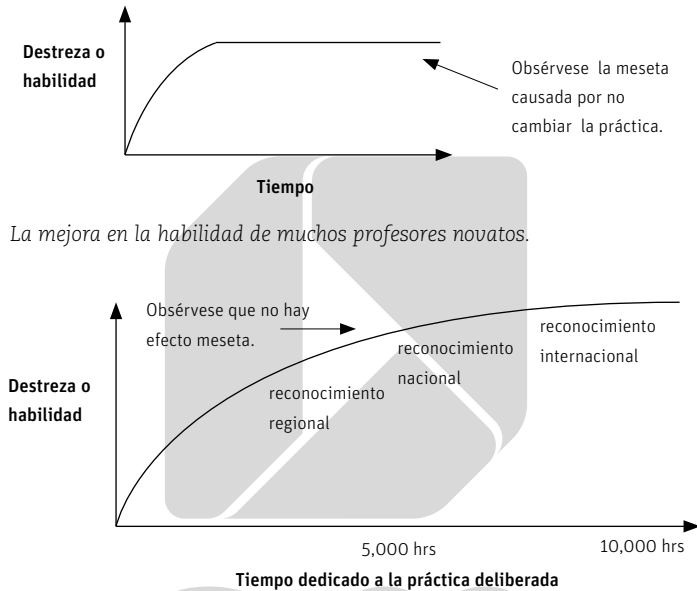 Destreza o
habilidad
Obsérvese la meseta
causada por no
cambiar la práctica.
Tiempo
La mejora en la habilidad de muchos profesores novatos.
Obsérvese que no hay
efecto meseta.
reconocimiento
internacional
reconocimiento
nacional
Destreza o
habilidad
reconocimiento
regional
5,000 hrs
10,000 hrs
Tiempo dedicado a la práctica deliberada